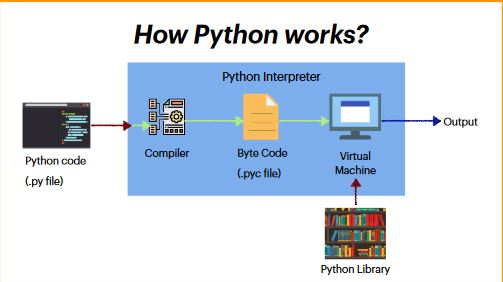 How Python works?
Python Interpreter
Python code
(.py file)
Compiler
Byte Code
(.pyc file)
Virtual
Machine
Output
Python Library